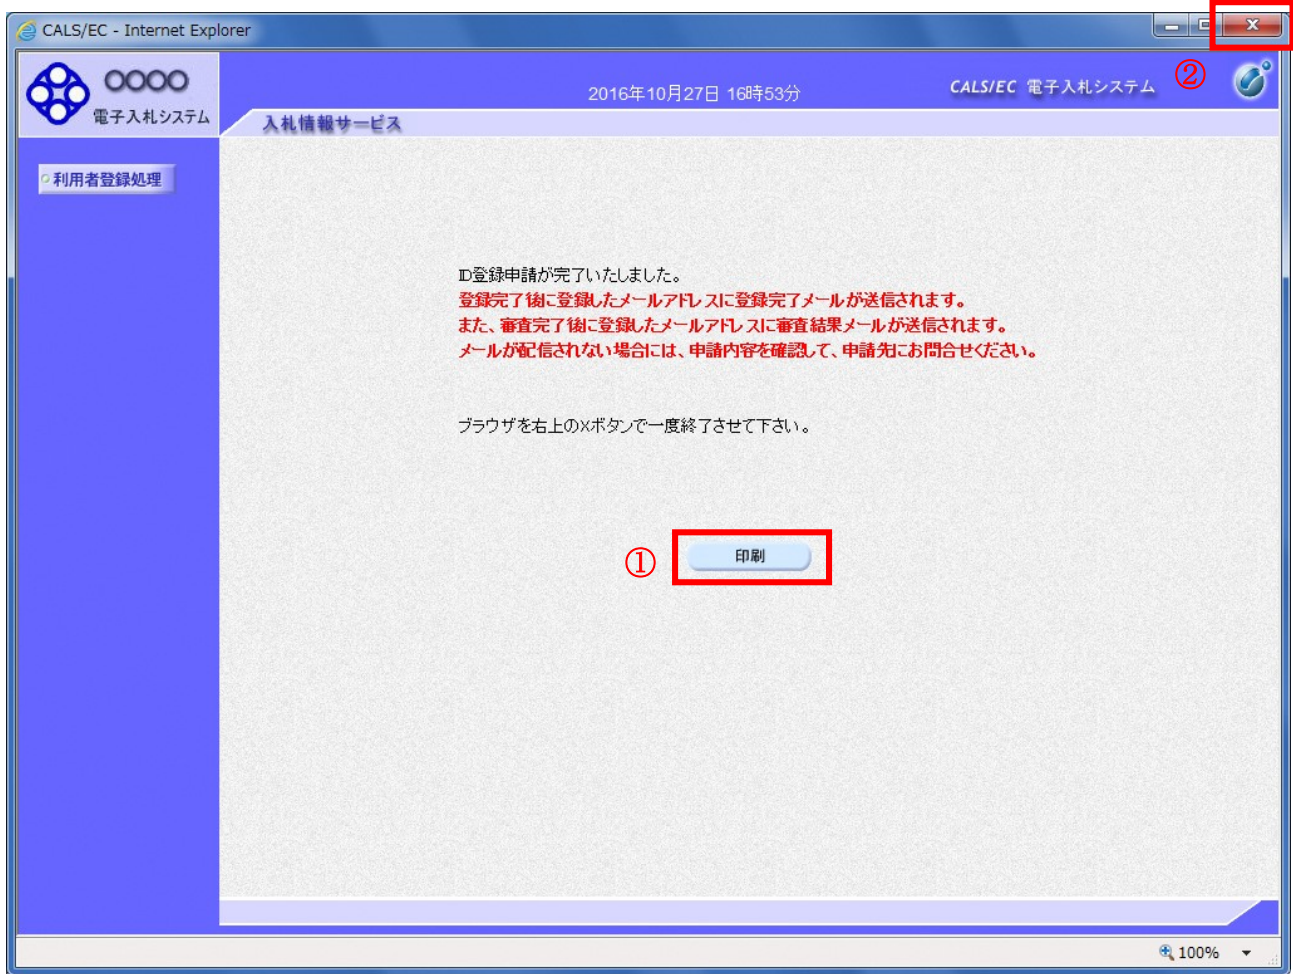 CALS/EC - Internet Explorer
②
○○○○
電子入札システム
2016年10月27日 16時53分
CALS/EC 電子入札システム
入札情報サービス
利用者登録処理
ID登録申請が完了いたしました。
登録完了後に登録したメールアドレスに登録完了メールが送信されます。
また、審査完了後に登録したメールアドレスに審査結果メールが送信されます。
メールが配信されない場合には、申請内容を確認して、申請先にお問合せください。
ブラウザを右上の×ボタンで一度終了させて下さい。
① 印刷
100%